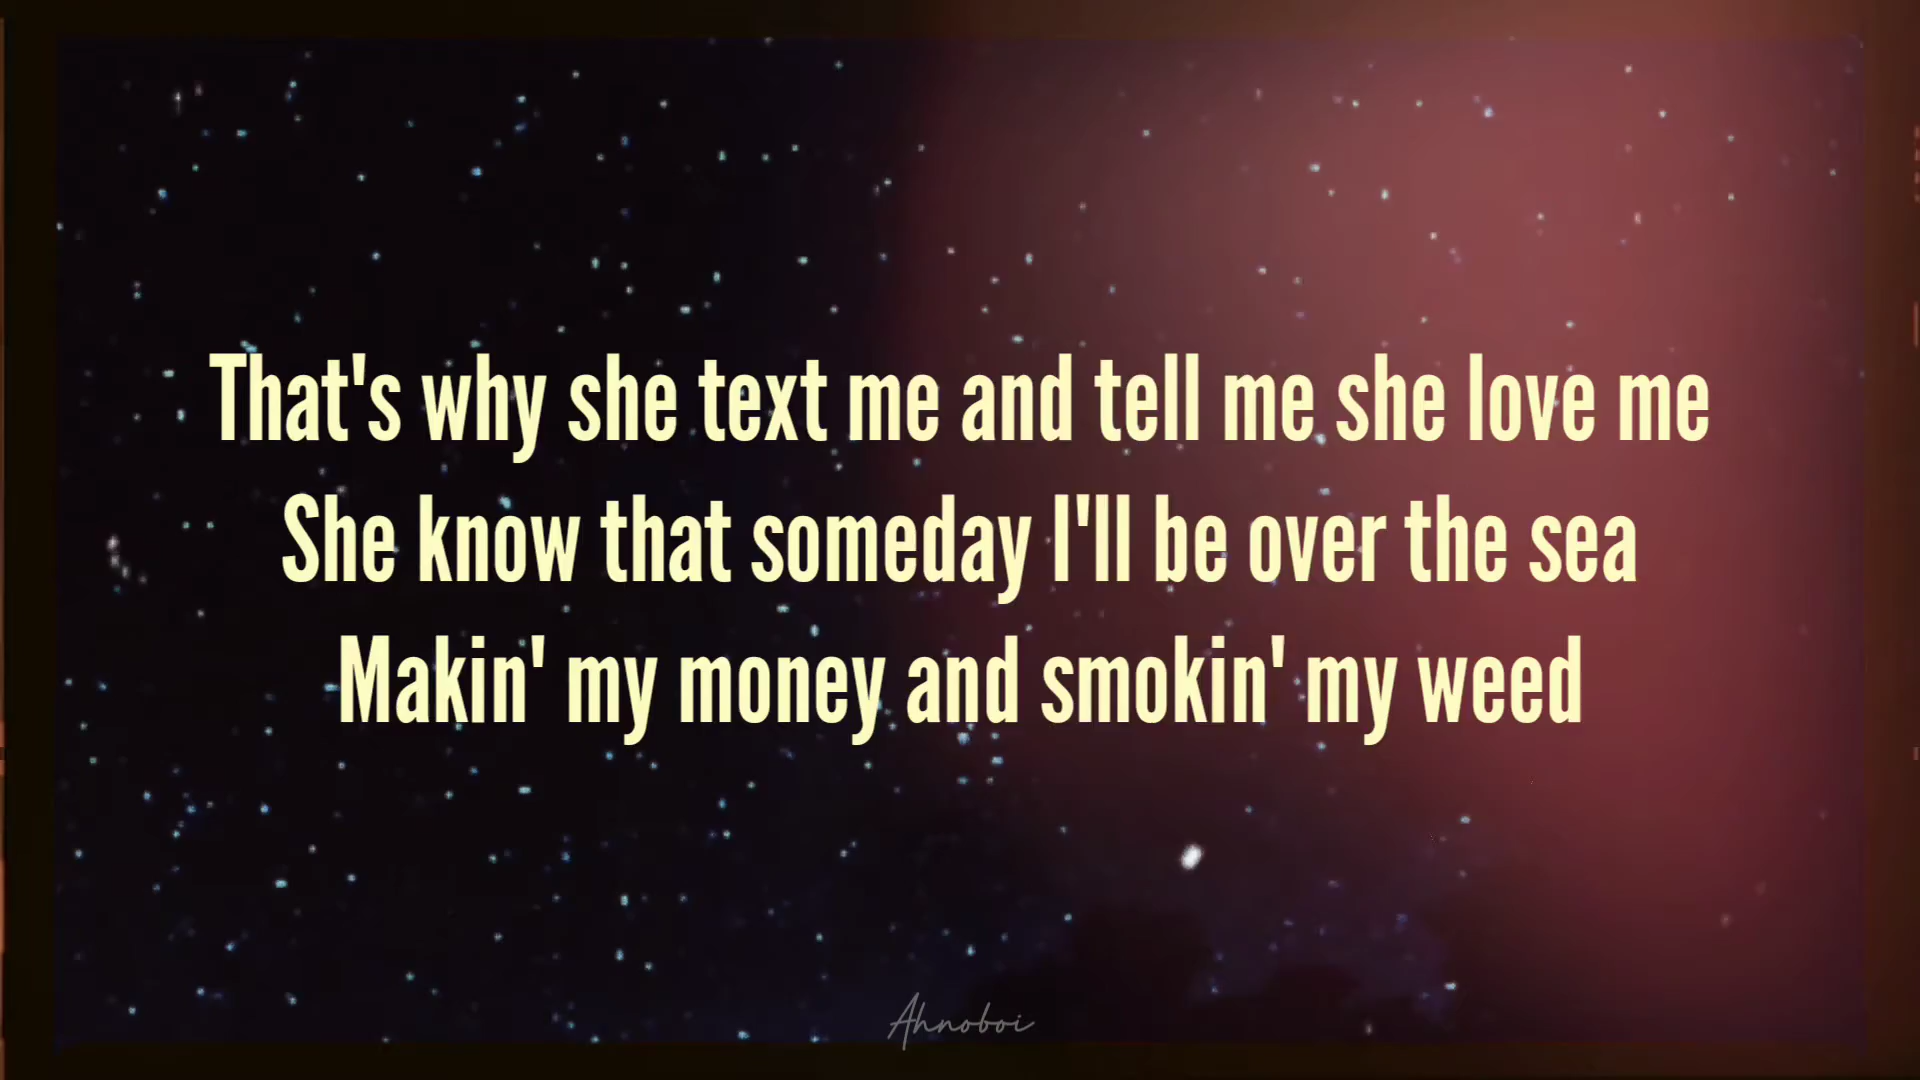 That's why she text me and tell me she love me
She know that someday I'll be over the sea
Makin' my money and smokin' my weed
Ahnoboi